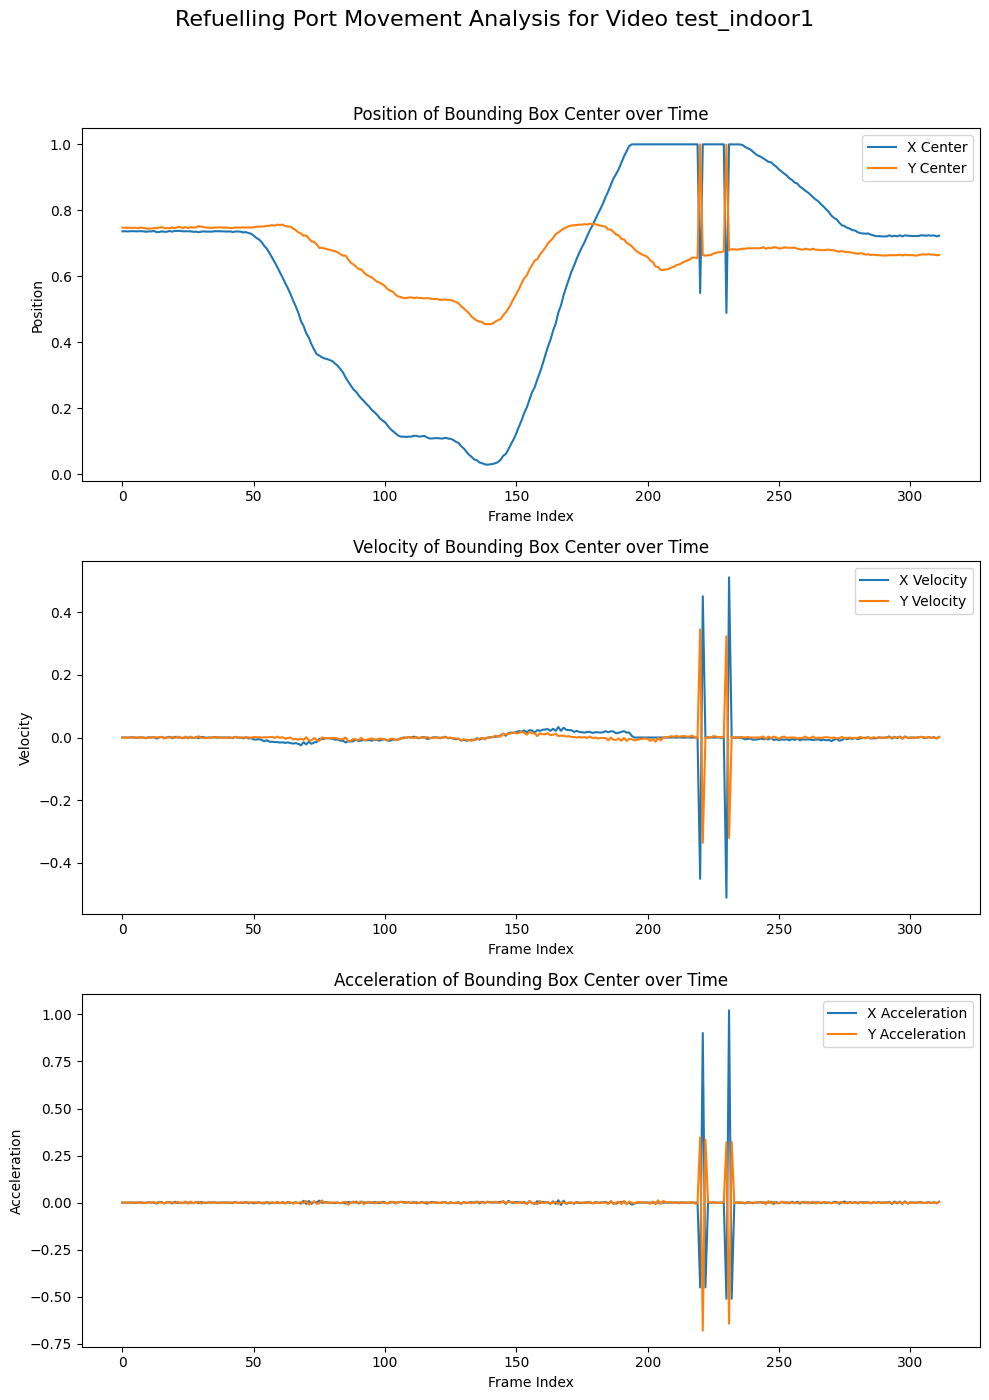 Refuelling Port Movement Analysis for Video test_indoor1
Position of Bounding Box Center over Time
1.0
0.8
0.6
0.4
0.2
0.0
Position
X Center
Y Center
0 50 100 150 200 250 300
Frame Index
Velocity of Bounding Box Center over Time
0.4
0.2
0.0
−0.2
−0.4
Velocity
X Velocity
Y Velocity
0 50 100 150 200 250 300
Frame Index
Acceleration of Bounding Box Center over Time
1.00
0.75
0.50
0.25
0.00
−0.25
−0.50
−0.75
Acceleration
X Acceleration
Y Acceleration
0 50 100 150 200 250 300
Frame Index